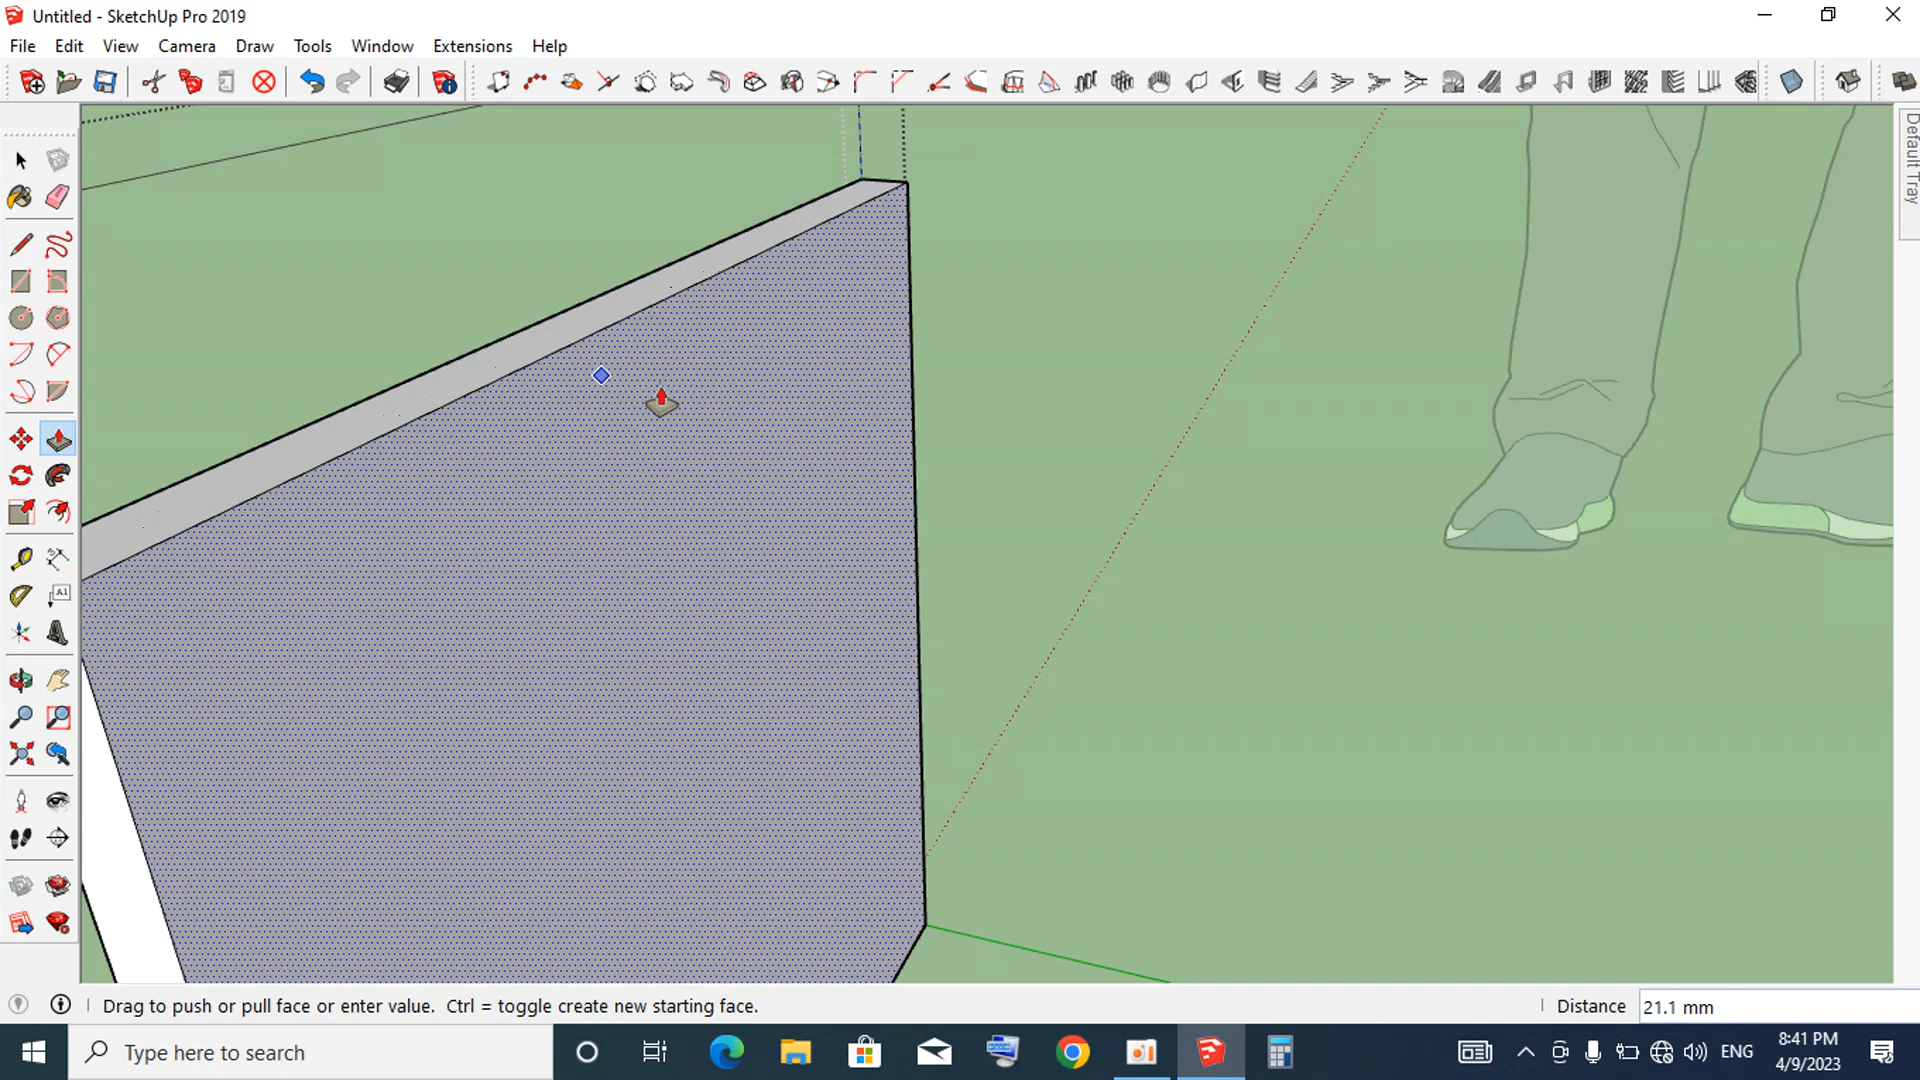 Untitled - SketchUp Pro 2019
File Edit View Camera Draw Tools Window Extensions Help
Default Tray
A1
Drag to push or pull face or enter value. Ctrl = toggle create new starting face.
Distance 21.1 mm
Type here to search
ENG
8:41 PM
4/9/2023